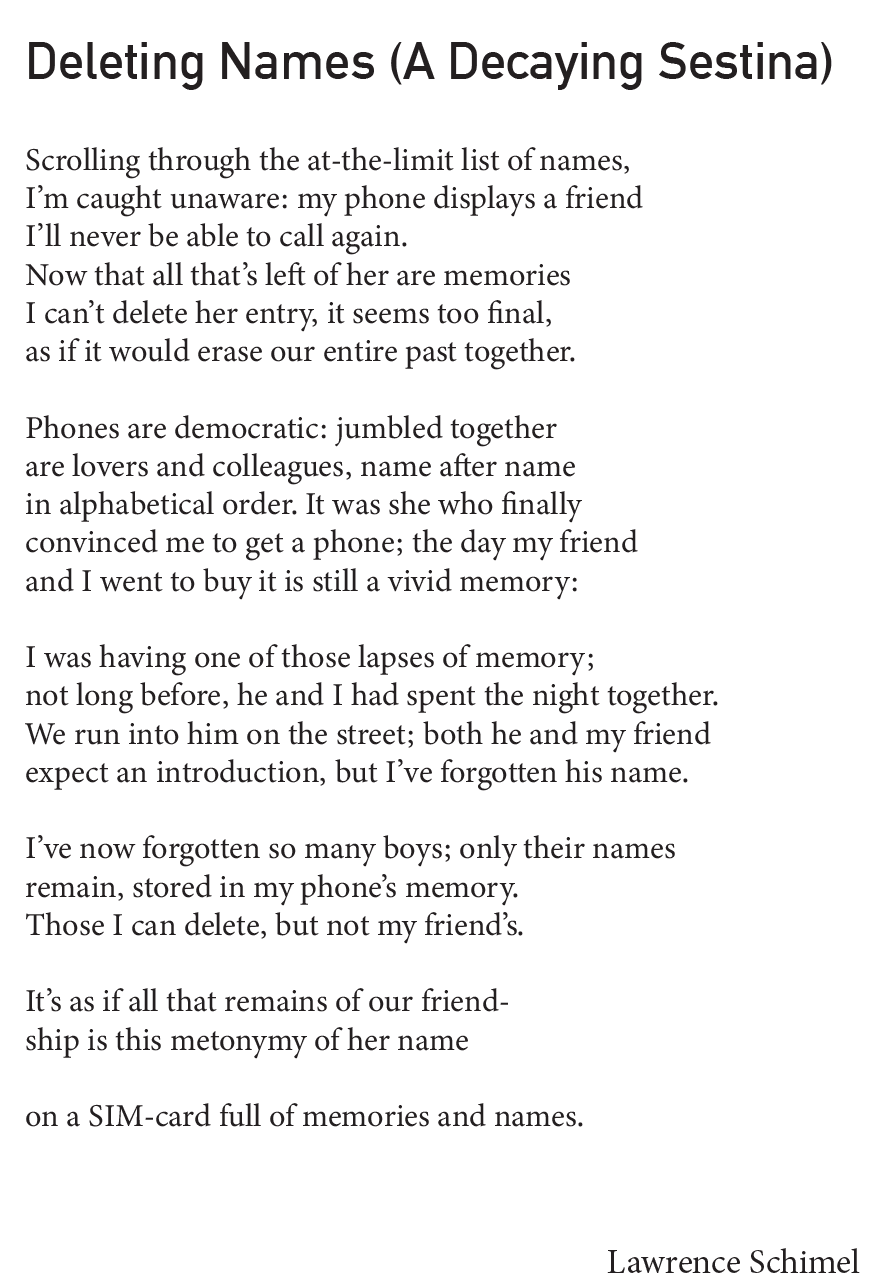 Deleting Names (A Decaying Sestina)
Scrolling through the at-the-limit list of names,
I’m caught unaware: my phone displays a friend
I’ll never be able to call again.
Now that all that’s left of her are memories
I can’t delete her entry, it seems too final,
as if it would erase our entire past together.
Phones are democratic: jumbled together
are lovers and colleagues, name after name
in alphabetical order. It was she who finally
convinced me to get a phone; the day my friend
and I went to buy it is still a vivid memory:
I was having one of those lapses of memory;
not long before, he and I had spent the night together.
We run into him on the street; both he and my friend
expect an introduction, but I’ve forgotten his name.
I’ve now forgotten so many boys; only their names
remain, stored in my phone’s memory.
Those I can delete, but not my friend’s.
It’s as if all that remains of our friend-
ship is this metonymy of her name
on a SIM-card full of memories and names.
Lawrence Schimel